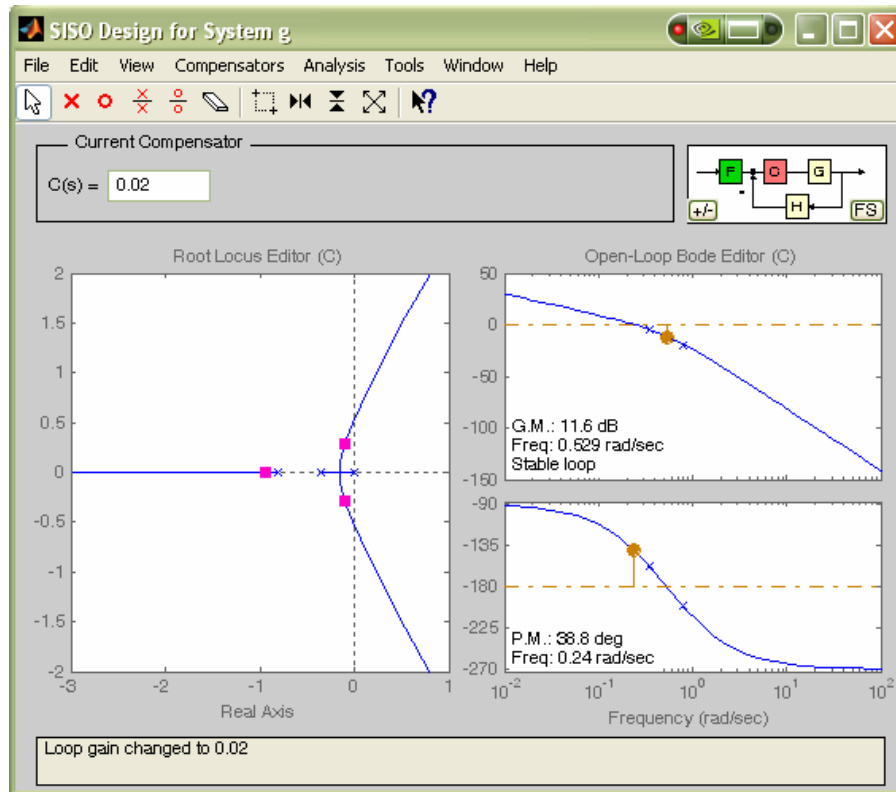 SISO Design for System g
File Edit View Compensators Analysis Tools Window Help
Current Compensator
C(s) = 0.02
F C G
H
+/- FS
Root Locus Editor (C)
2
1.5
1
0.5
0
-0.5
-1
-1.5
-2
-3 -2 -1 0 1
Real Axis
Open-Loop Bode Editor (C)
50
0
-50
-100
-150
G.M.: 11.6 dB
Freq: 0.529 rad/sec
Stable loop
-90
-135
-180
-225
-270
P.M.: 38.8 deg
Freq: 0.24 rad/sec
10^-2 10^-1 10^0 10^1 10^2
Frequency (rad/sec)
Loop gain changed to 0.02